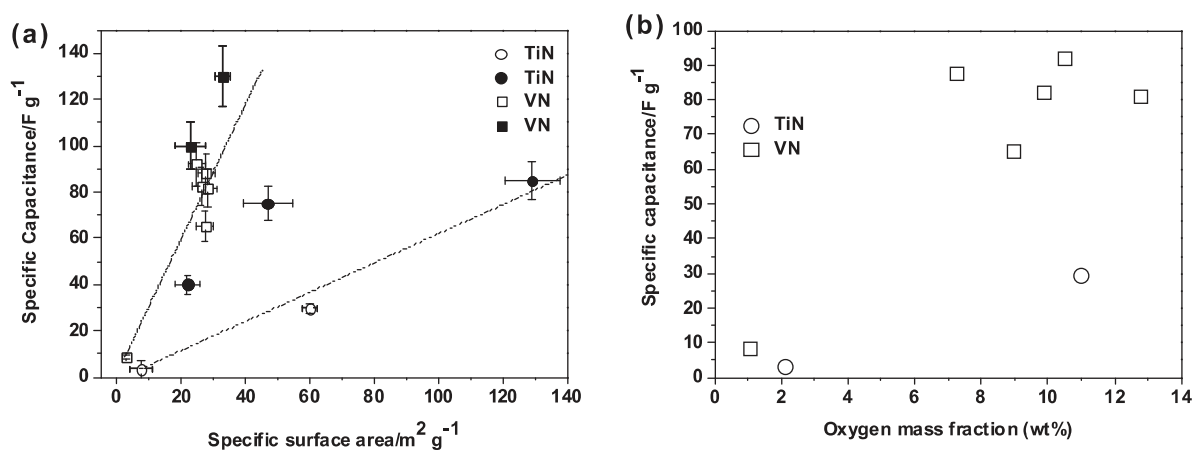 (a)
Specific Capacitance/F g-1
140
120
100
80
60
40
20
0
TiN
TiN
VN
VN
0 20 40 60 80 100 120 140
Specific surface area/m2 g-1
(b)
Specific capacitance/F g-1
100
90
80
70
60
50
40
30
20
10
0
TiN
VN
0 2 4 6 8 10 12 14
Oxygen mass fraction (wt%)